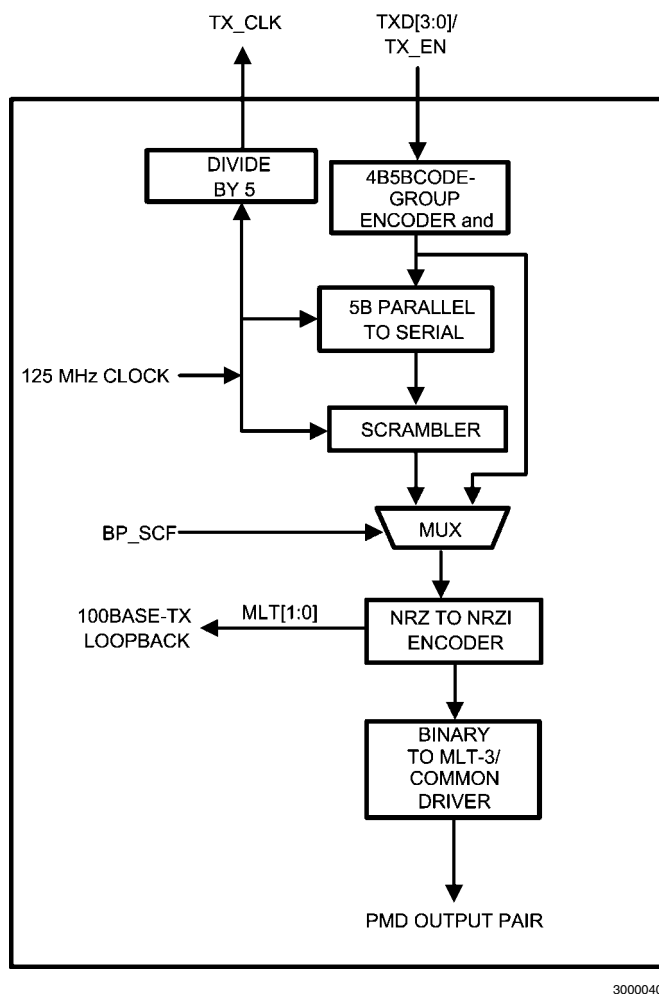 TX_CLK
TXD[3:0]/
TX_EN
DIVIDE
BY 5
4B5BCODE-
GROUP
ENCODER and
5B PARALLEL
TO SERIAL
125 MHz CLOCK
SCRAMBLER
BP_SCF
MUX
100BASE-TX
LOOPBACK
MLT[1:0]
NRZ TO NRZI
ENCODER
BINARY
TO MLT-3/
COMMON
DRIVER
PMD OUTPUT PAIR
3000040